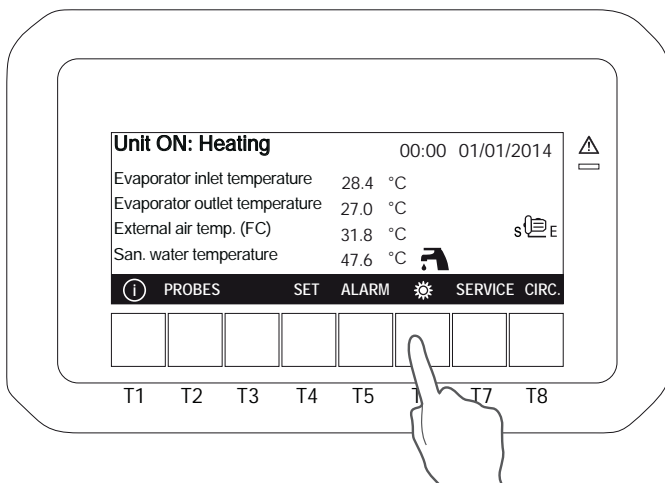 Unit ON: Heating 00:00 01/01/2014
Evaporator inlet temperature 28.4 °C
Evaporator outlet temperature 27.0 °C
External air temp. (FC) 31.8 °C
S E
San. water temperature 47.6 °C
i PROBES SET ALARM SERVICE CIRC.
T1 T2 T3 T4 T5 T7 T8